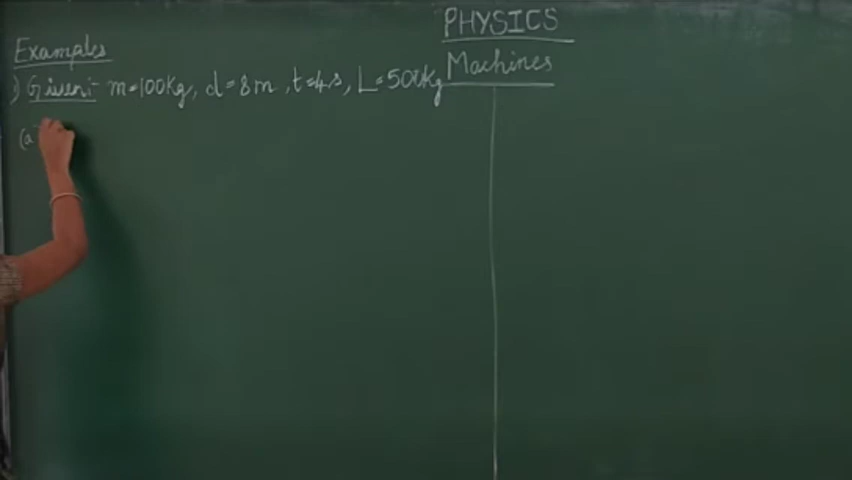 PHYSICS
Machines
Examples
1) Given:- m=100kg, d=8m, t=4s, L=500kg
(a